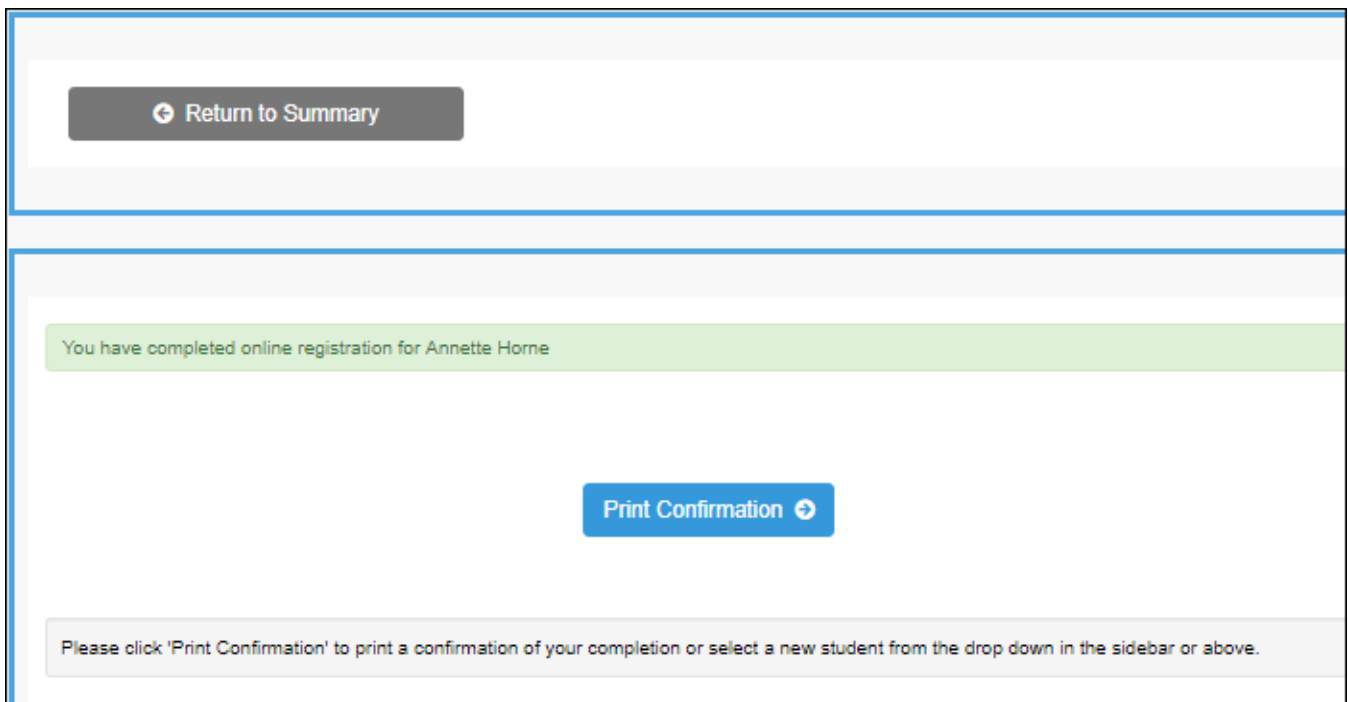 Return to Summary
You have completed online registration for Annette Horne
Print Confirmation
Please click 'Print Confirmation' to print a confirmation of your completion or select a new student from the drop down in the sidebar or above.